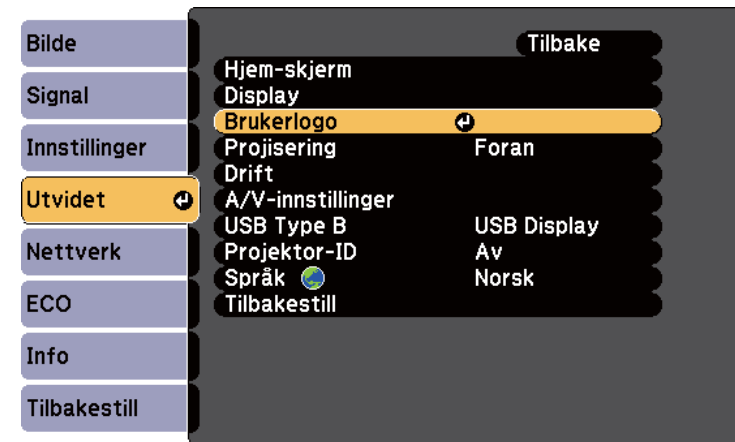 Bilde
Signal
Innstillinger
Utvidet
Nettverk
ECO
Info
Tilbakestill
Tilbake
Hjem-skjerm
Display
Brukerlogo
Projisering Foran
Drift
A/V-innstillinger
USB Type B USB Display
Projektor-ID Av
Språk Norsk
Tilbakestill